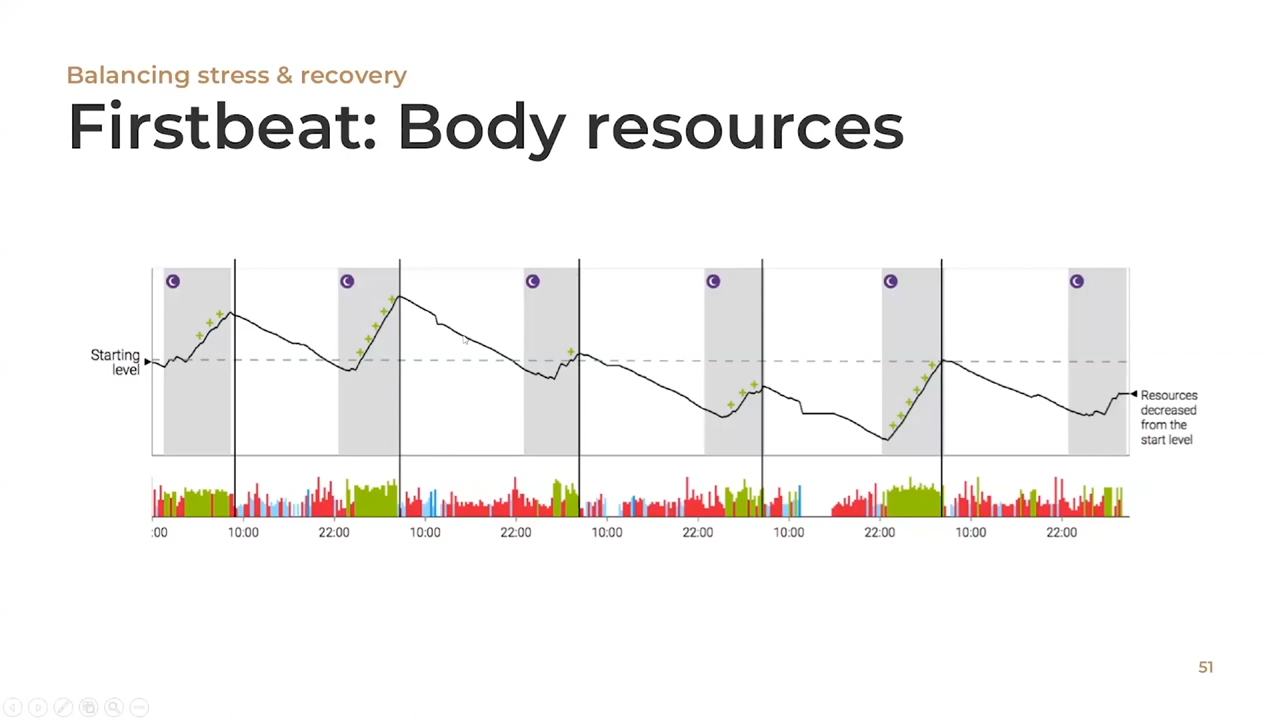 Balancing stress & recovery
Firstbeat: Body resources
Starting
level
Resources
decreased
from the
start level
:00
10:00
22:00
10:00
22:00
10:00
22:00
10:00
22:00
10:00
22:00
51